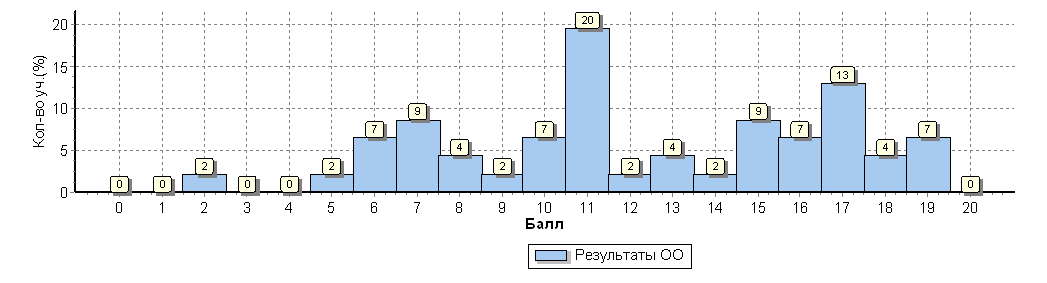 Кол-во уч.(%)
20
15
10
5
0
0 0 2 0 0 2 7 9 4 2 7 20 2 4 2 9 7 13 4 7 0
0 1 2 3 4 5 6 7 8 9 10 11 12 13 14 15 16 17 18 19 20
Балл
Результаты ОО